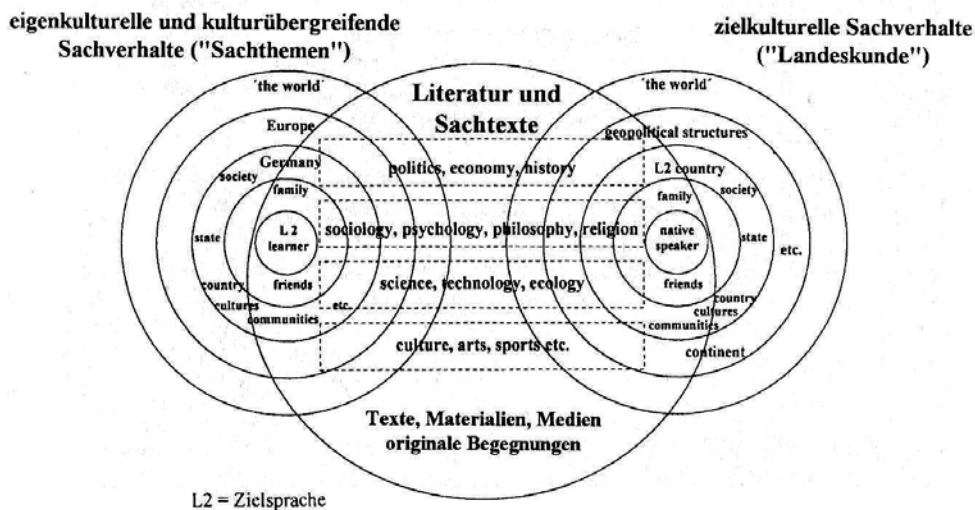 eigenkulturelle und kulturübergreifende
Sachverhalte ("Sachthemen")
zielkulturelle Sachverhalte
("Landeskunde")
´the world´
Europe
Germany
society
family
L 2
learner
state
friends
country
cultures
etc.
communities
Literatur und
Sachtexte
politics, economy, history
sociology, psychology, philosophy, religion
science, technology, ecology
culture, arts, sports etc.
Texte, Materialien, Medien
originale Begegnungen
´the world´
geopolitical structures
L2 country
society
family
native
speaker
state
etc.
friends
country
cultures
communities
continent
L2 = Zielsprache